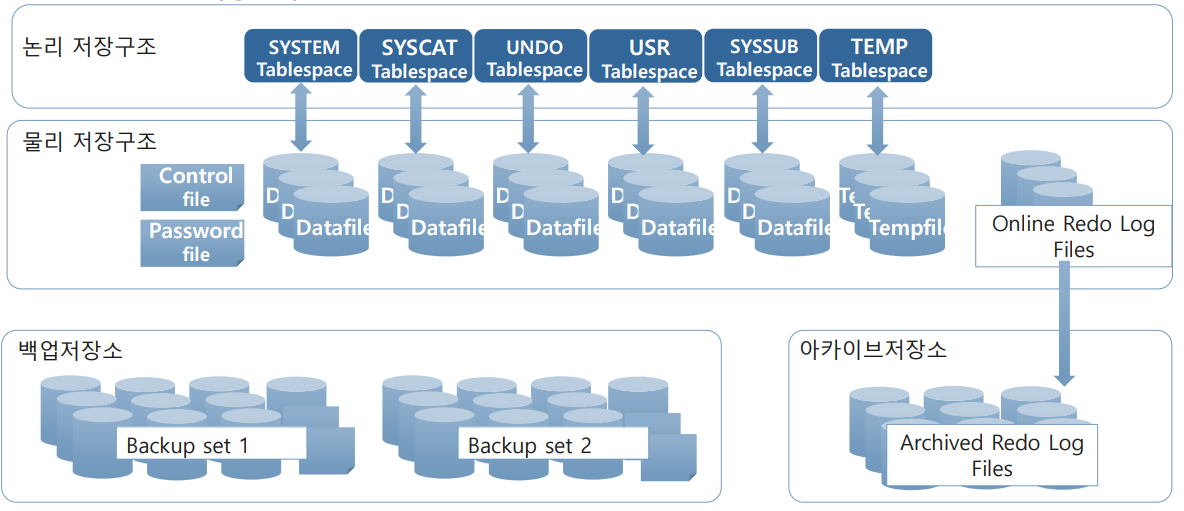 논리 저장구조
SYSTEM
Tablespace
SYSCAT
Tablespace
UNDO
Tablespace
USR
Tablespace
SYSSUB
Tablespace
TEMP
Tablespace
물리 저장구조
Control
file
Password
file
D
D
Datafile
D
D
Datafile
D
D
Datafile
D
D
Datafile
D
D
Datafile
Te
Te
Tempfile
Online Redo Log
Files
백업저장소
Backup set 1
Backup set 2
아카이브저장소
Archived Redo Log
Files